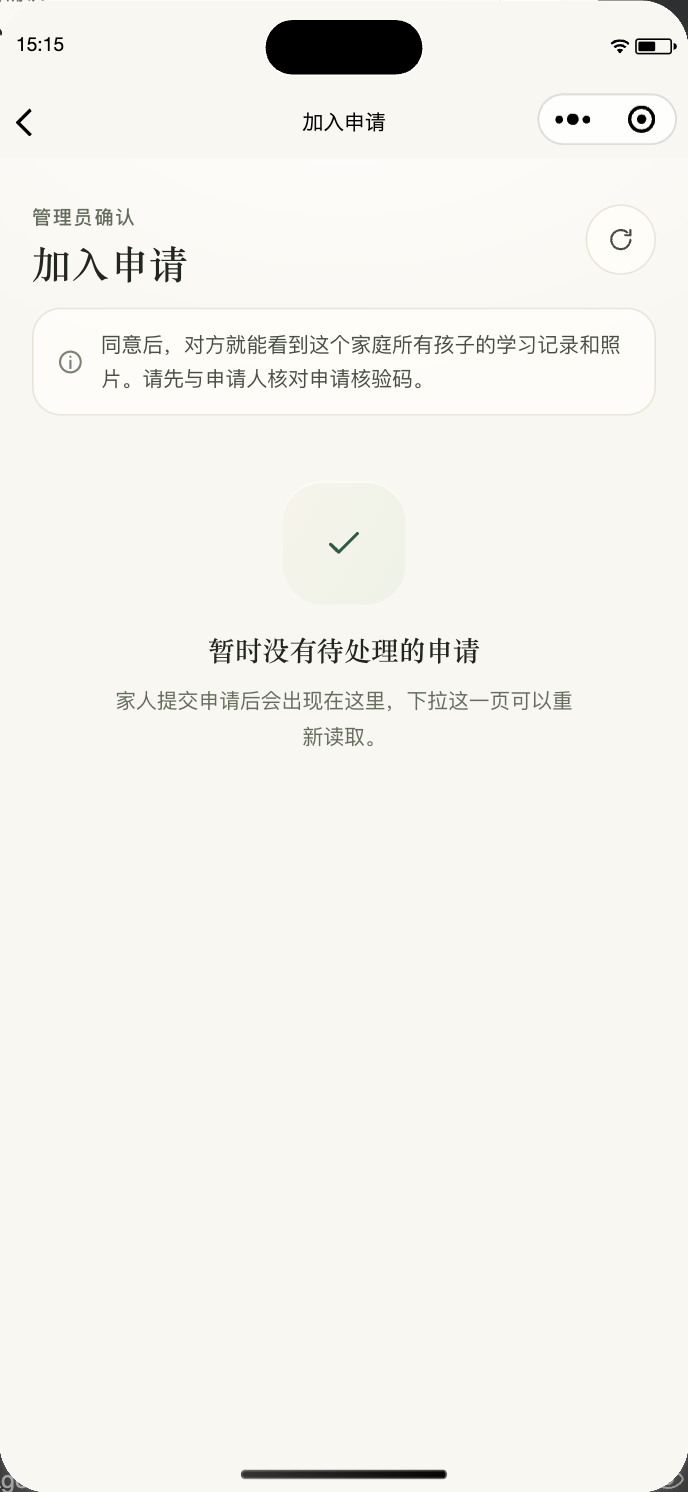 15:15
加入申请
管理员确认
加入申请
同意后，对方就能看到这个家庭所有孩子的学习记录和照
片。请先与申请人核对申请核验码。
暂时没有待处理的申请
家人提交申请后会出现在这里，下拉这一页可以重
新读取。